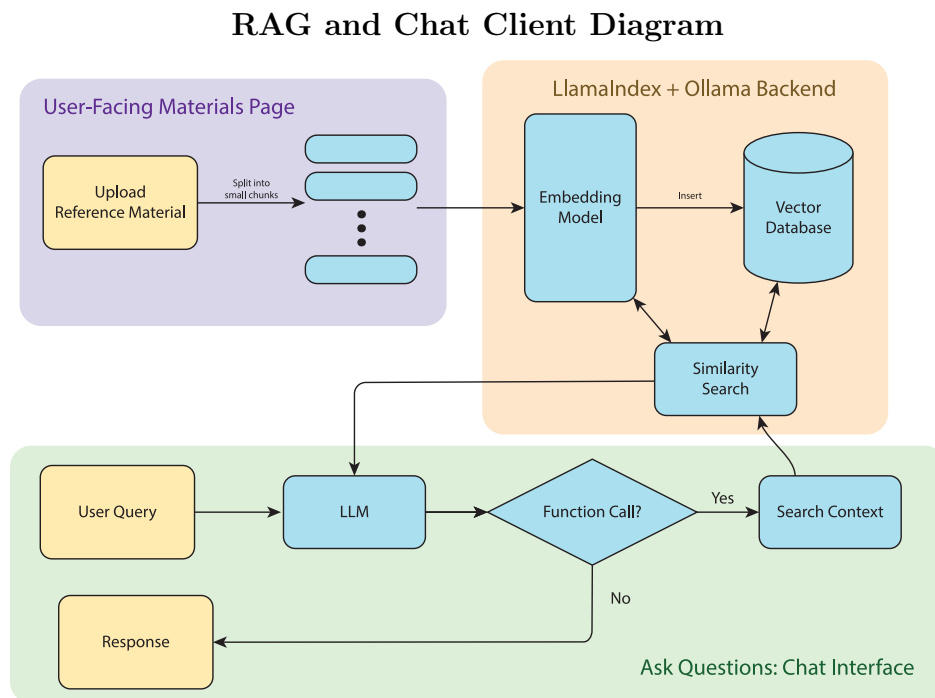 RAG and Chat Client Diagram
User-Facing Materials Page
LlamaIndex + Ollama Backend
Upload
Reference Material
Split into
small chunks
Embedding
Model
Insert
Vector
Database
Similarity
Search
User Query
LLM
Function Call?
Yes
Search Context
No
Response
Ask Questions: Chat Interface